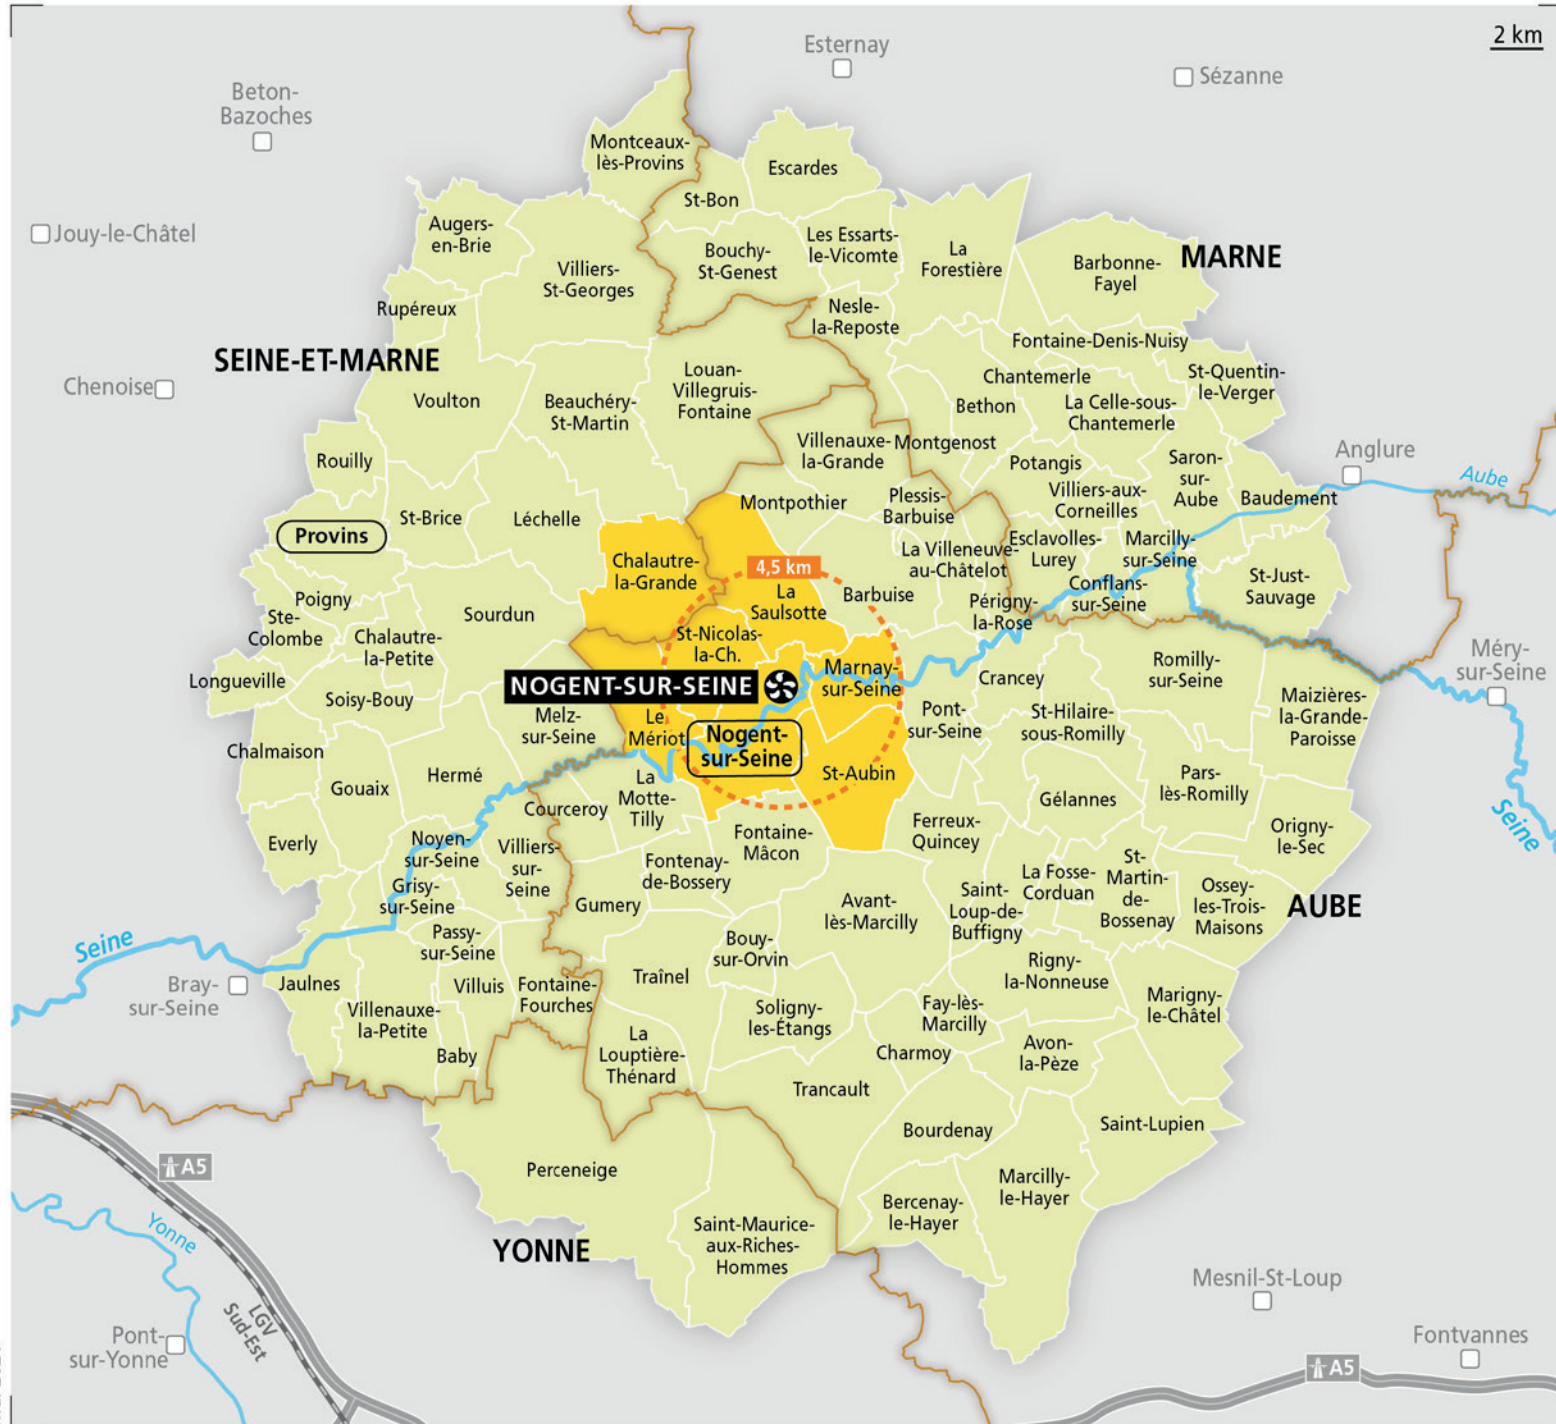 2 km
Esternay
Sézanne
Beton-
Bazoches
Montceaux-
lès-Provins
Escardes
St-Bon
Jouy-le-Châtel
Augers-
en-Brie
Les Essarts-
le-Vicomte
Bouchy-
St-Genest
La
Forestière
MARNE
Barbonne-
Fayel
Villiers-
St-Georges
Rupéreux
Nesle-
la-Reposte
Fontaine-Denis-Nuisy
SEINE-ET-MARNE
Chenoise
Louan-
Villegruis-
Fontaine
Chantemerle
St-Quentin-
le-Verger
Voulton
Beauchéry-
St-Martin
Bethon
La Celle-sous-
Chantemerle
Villenauxe-
la-Grande
Montgenost
Rouilly
Potangis
Saron-
sur-
Aube
Anglure
Aube
Montpothier
Plessis-
Barbuise
Villiers-aux-
Corneilles
Baudement
St-Brice
Léchelle
Provins
Chalautre-
la-Grande
4,5 km
La Villeneuve-
au-Châtelot
Esclavolles-
Lurey
Marcilly-
sur-Seine
St-Just-
Sauvage
La
Saulsotte
Barbuise
Conflans-
sur-Seine
Périgny-
la-Rose
Poigny
Ste-
Colombe
Sourdun
Chalautre-
la-Petite
St-Nicolas-
la-Ch.
Longueville
Soisy-Bouy
NOGENT-SUR-SEINE
Marnay-
sur-Seine
Crancey
Romilly-
sur-Seine
Méry-
sur-Seine
Maizières-
la-Grande-
Paroisse
Melz-
sur-Seine
Le
Mériot
Nogent-
sur-Seine
Pont-
sur-Seine
St-Hilaire-
sous-Romilly
Chalmaison
Gouaix
Hermé
La
Motte-
Tilly
St-Aubin
Gélannes
Pars-
lès-Romilly
Seine
Courceroy
Everly
Noyen-
sur-Seine
Villiers-
sur-
Seine
Fontaine-
Mâcon
Ferreux-
Quincey
Origny-
le-Sec
Fontenay-
de-Bossery
Grisy-
sur-Seine
Gumery
Avant-
lès-Marcilly
Saint-
Loup-de-
Buffigny
La Fosse-
Corduan
St-
Martin-
de-
Bossenay
Ossey-
les-Trois-
Maisons
AUBE
Seine
Passy-
sur-Seine
Bouy-
sur-Orvin
Bray-
sur-Seine
Jaulnes
Villuis
Fontaine-
Fourches
Traînel
Rigny-
la-Nonneuse
Villenauxe-
la-Petite
Soligny-
les-Étangs
Fay-lès-
Marcilly
Marigny-
le-Châtel
Baby
La
Louptière-
Thénard
Charmoy
Avon-
la-Pèze
Trancault
Bourdenay
Saint-Lupien
A5
Perceneige
Marcilly-
le-Hayer
Bercenay-
le-Hayer
Yonne
YONNE
Saint-Maurice-
aux-Riches-
Hommes
Mesnil-St-Loup
LGV
Sud-Est
Pont-
sur-Yonne
Fontvannes
A5